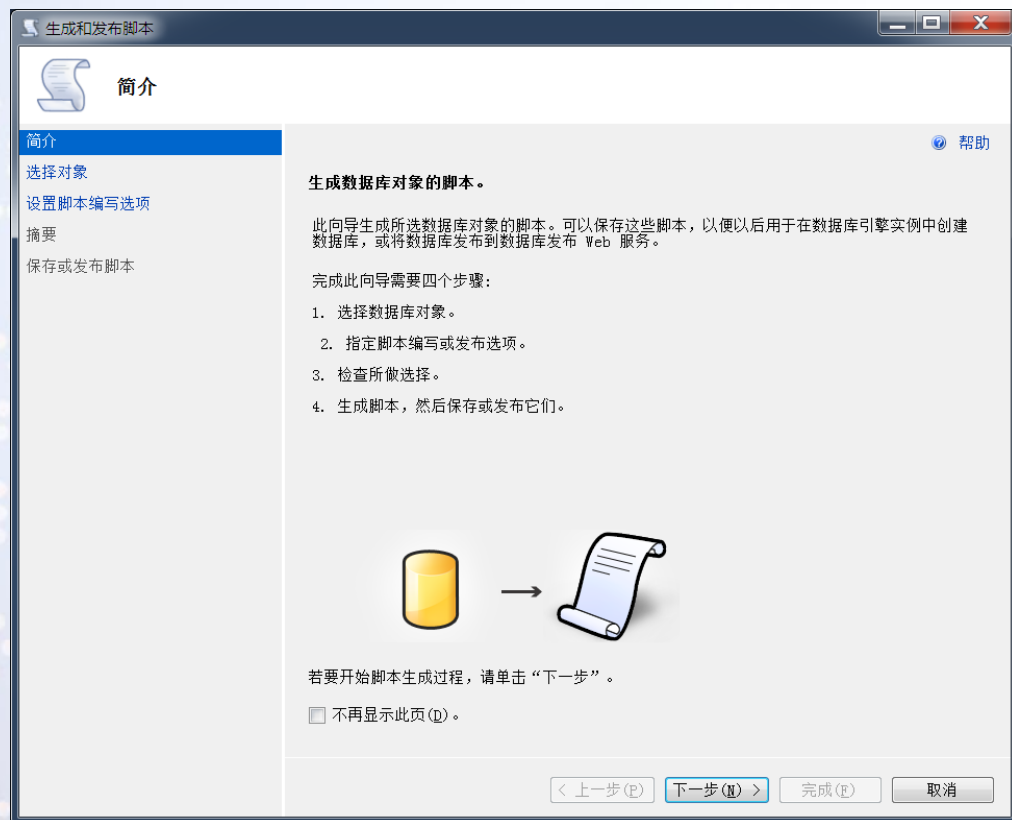 生成和发布脚本
简介
简介
选择对象
设置脚本编写选项
摘要
保存或发布脚本
帮助
生成数据库对象的脚本。
此向导生成所选数据库对象的脚本。可以保存这些脚本，以便以后用于在数据库引擎实例中创建
数据库，或将数据库发布到数据库发布 Web 服务。
完成此向导需要四个步骤:
1. 选择数据库对象。
2. 指定脚本编写或发布选项。
3. 检查所做选择。
4. 生成脚本，然后保存或发布它们。
若要开始脚本生成过程，请单击“下一步”。
不再显示此页(D)。
< 上一步(P)
下一步(N) >
完成(F)
取消